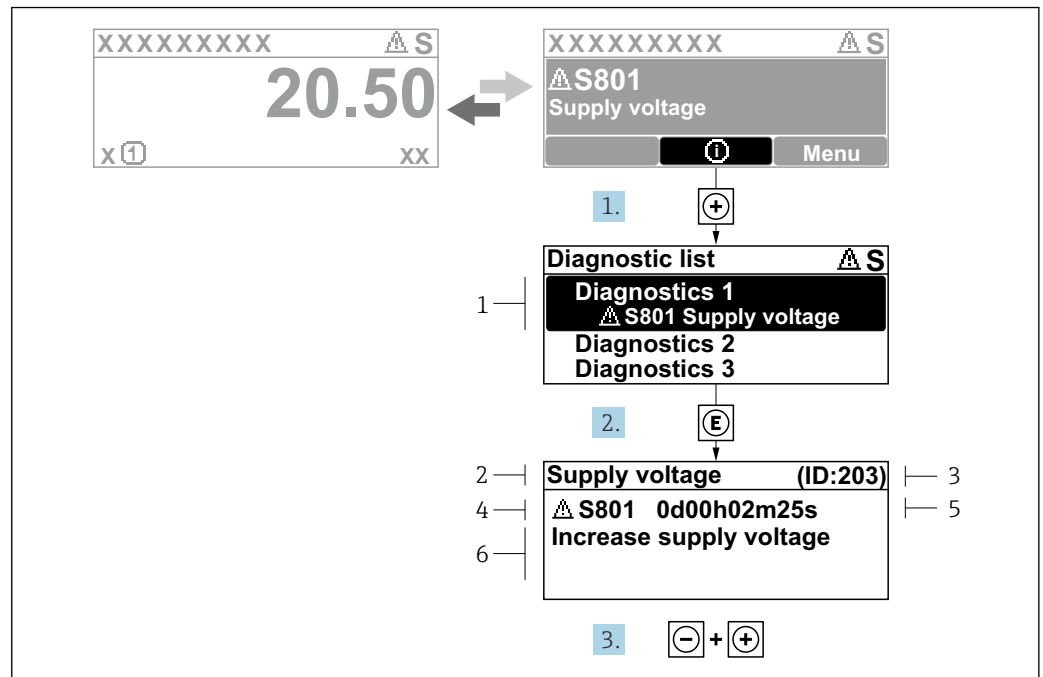 XXXXXXXXX ⚠ S
20.50
X ① XX
XXXXXXXXX ⚠ S
⚠S801
Supply voltage
ⓘ Menu
1. +
Diagnostic list ⚠ S
1
Diagnostics 1
⚠ S801 Supply voltage
Diagnostics 2
Diagnostics 3
2. E
2 Supply voltage (ID:203) 3
4 ⚠ S801 0d00h02m25s 5
6 Increase supply voltage
3. - + +